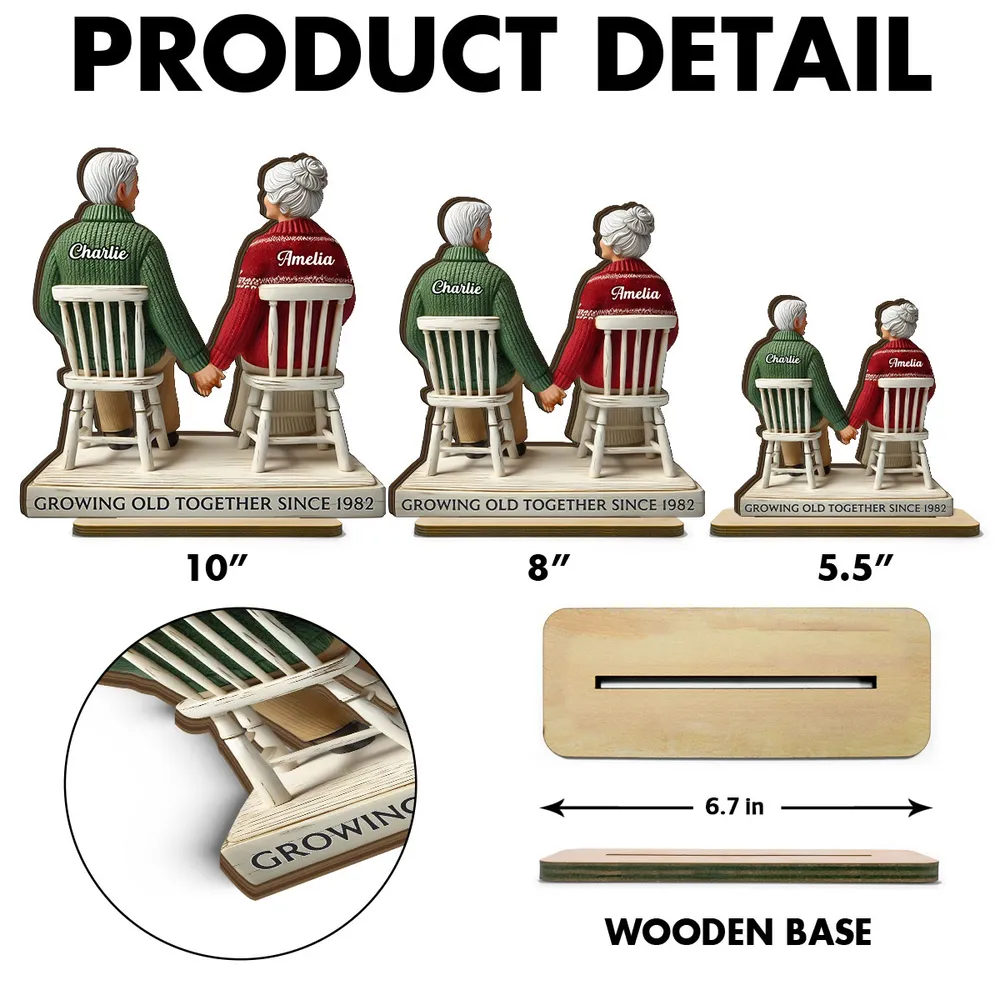 PRODUCT DETAIL
Charlie
Amelia
GROWING OLD TOGETHER SINCE 1982
Charlie
Amelia
GROWING OLD TOGETHER SINCE 1982
Charlie
Amelia
GROWING OLD TOGETHER SINCE 1982
10”
8”
5.5”
GROWING
6.7 in
WOODEN BASE